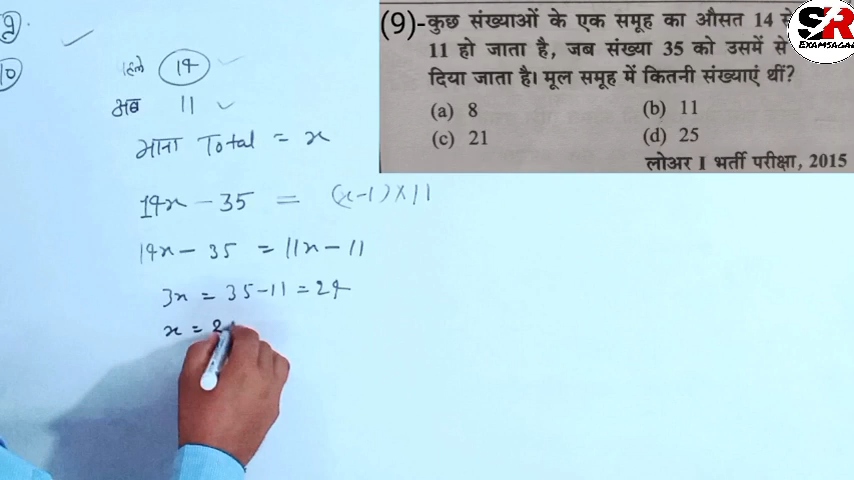 (9)-कुछ संख्याओं के एक समूह का औसत 14 से
11 हो जाता है, जब संख्या 35 को उसमें से
दिया जाता है। मूल समूह में कितनी संख्याएं थीं?
(a) 8 (b) 11
(c) 21 (d) 25
लोअर I भर्ती परीक्षा, 2015
SR
EXAMSAGAR
9.
10
पहले 14
अब 11
माना Total = x
14x - 35 = (x-1)×11
14x - 35 = 11x - 11
3x = 35-11 = 24
x = 2